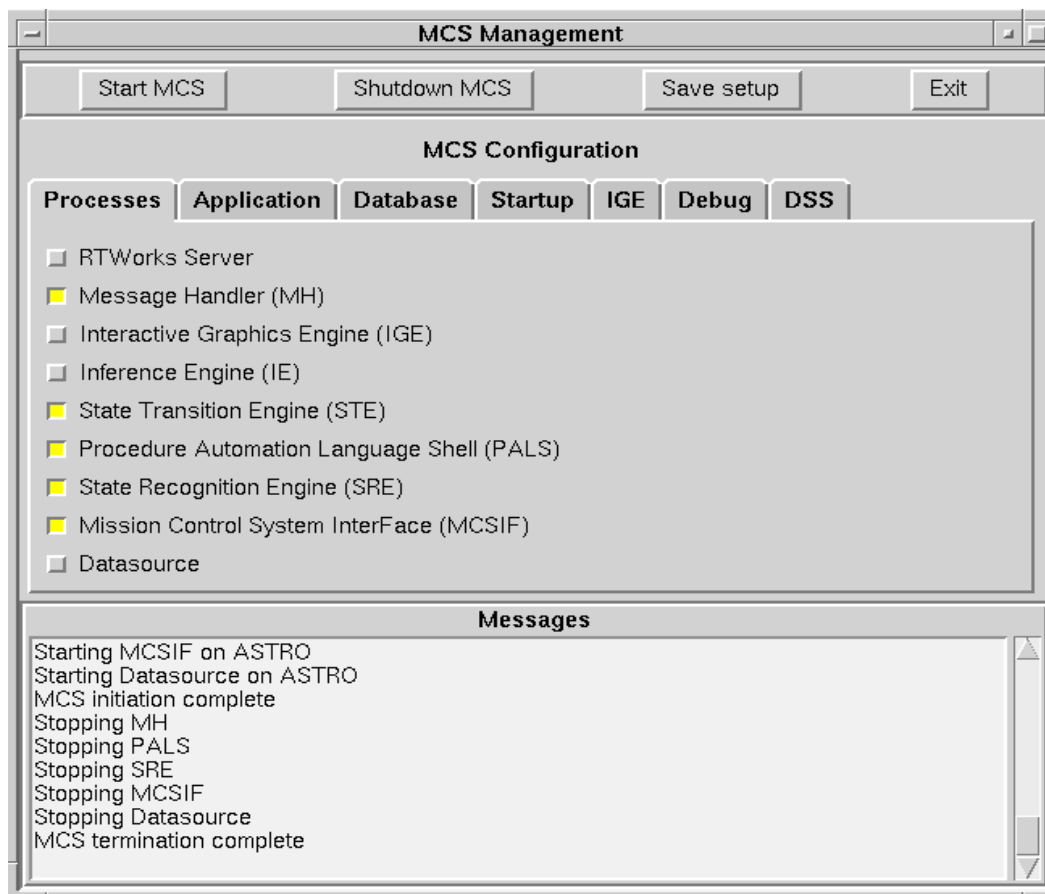 MCS Management
Start MCS Shutdown MCS Save setup Exit
MCS Configuration
Processes Application Database Startup IGE Debug DSS
RTWorks Server
Message Handler (MH)
Interactive Graphics Engine (IGE)
Inference Engine (IE)
State Transition Engine (STE)
Procedure Automation Language Shell (PALS)
State Recognition Engine (SRE)
Mission Control System InterFace (MCSIF)
Datasource
Messages
Starting MCSIF on ASTRO
Starting Datasource on ASTRO
MCS initiation complete
Stopping MH
Stopping PALS
Stopping SRE
Stopping MCSIF
Stopping Datasource
MCS termination complete